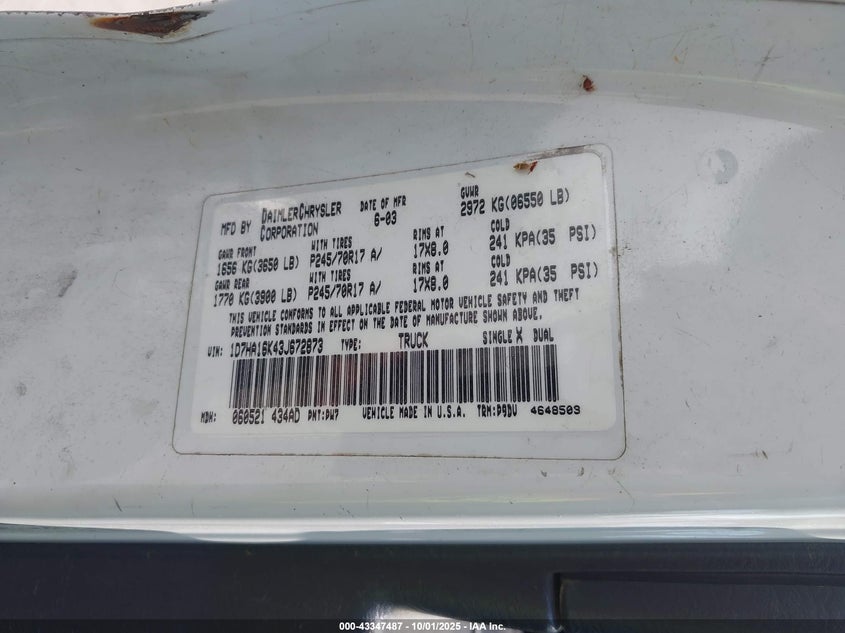 MFD BY DAIMLERCHRYSLER CORPORATION DATE OF MFR 6-03 GVWR 2972 KG(06550 LB)
GAWR FRONT WITH TIRES RIMS AT COLD
1656 KG(3650 LB) P245/70R17 A/ 17X8.0 241 KPA(35 PSI)
GAWR REAR WITH TIRES RIMS AT COLD
1770 KG(3900 LB) P245/70R17 A/ 17X8.0 241 KPA(35 PSI)
THIS VEHICLE CONFORMS TO ALL APPLICABLE FEDERAL MOTOR VEHICLE SAFETY AND THEFT
PREVENTION STANDARDS IN EFFECT ON THE DATE OF MANUFACTURE SHOWN ABOVE.
VIN: 1D7HA16K43J672873 TYPE: TRUCK SINGLE X DUAL
MDH: 060521 434AD PNT:PW7 VEHICLE MADE IN U.S.A. TRM:P9DV 4648503
000-43347487 - 10/01/2025 - IAA Inc.